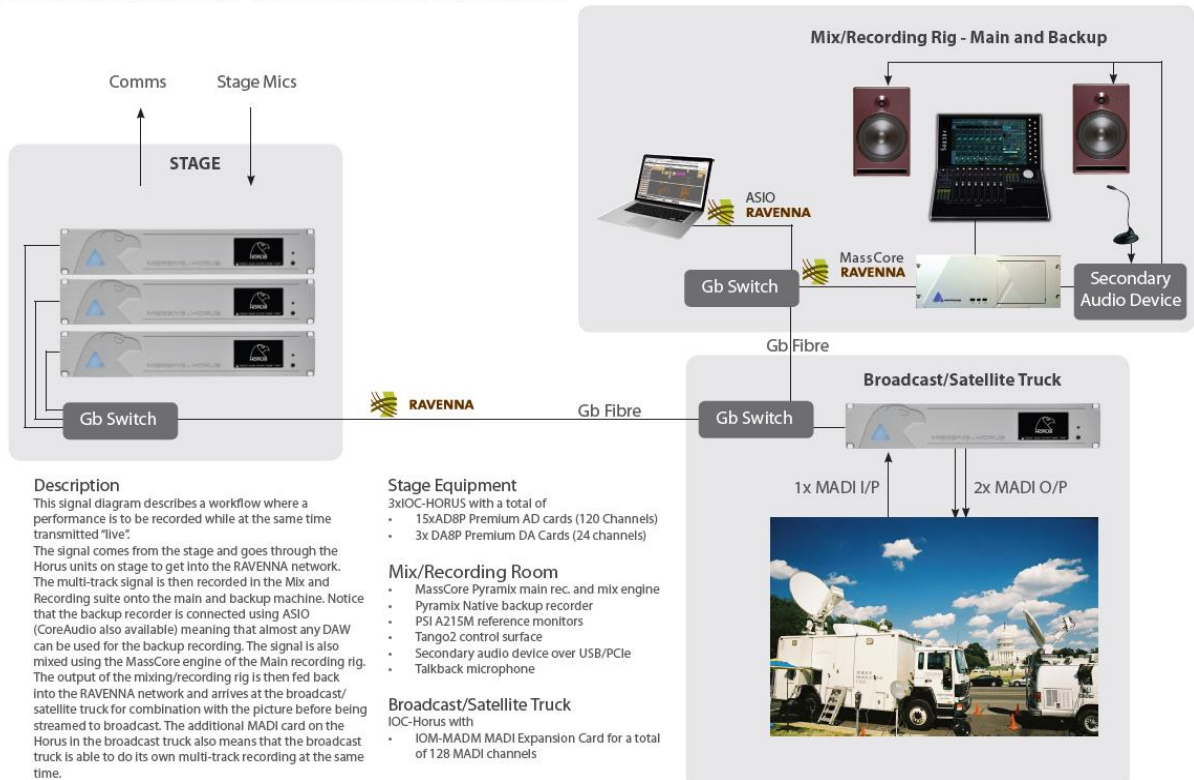 Mix/Recording Rig - Main and Backup
Comms
Stage Mics
STAGE
ASIO
RAVENNA
MassCore
RAVENNA
Gb Switch
Secondary
Audio Device
Gb Fibre
Broadcast/Satellite Truck
HORUS
HORUS
HORUS
Gb Switch
RAVENNA
Gb Fibre
Gb Switch
1x MADI I/P
2x MADI O/P
Description
This signal diagram describes a workflow where a
performance is to be recorded while at the same time
transmitted “live”.
The signal comes from the stage and goes through the
Horus units on stage to get into the RAVENNA network.
The multi-track signal is then recorded in the Mix and
Recording suite onto the main and backup machine. Notice
that the backup recorder is connected using ASIO
(CoreAudio also available) meaning that almost any DAW
can be used for the backup recording. The signal is also
mixed using the MassCore engine of the Main recording rig.
The output of the mixing/recording rig is then fed back
into the RAVENNA network and arrives at the broadcast/
satellite truck for combination with the picture before being
streamed to broadcast. The additional MADI card on the
Horus in the broadcast truck also means that the broadcast
truck is able to do its own multi-track recording at the same
time.
Stage Equipment
3xIOC-HORUS with a total of
• 15xAD8P Premium AD cards (120 Channels)
• 3x DA8P Premium DA Cards (24 channels)
Mix/Recording Room
• MassCore Pyramix main rec. and mix engine
• Pyramix Native backup recorder
• PSI A215M reference monitors
• Tango2 control surface
• Secondary audio device over USB/PCIe
• Talkback microphone
Broadcast/Satellite Truck
IOC-Horus with
• IOM-MADM MADI Expansion Card for a total
of 128 MADI channels